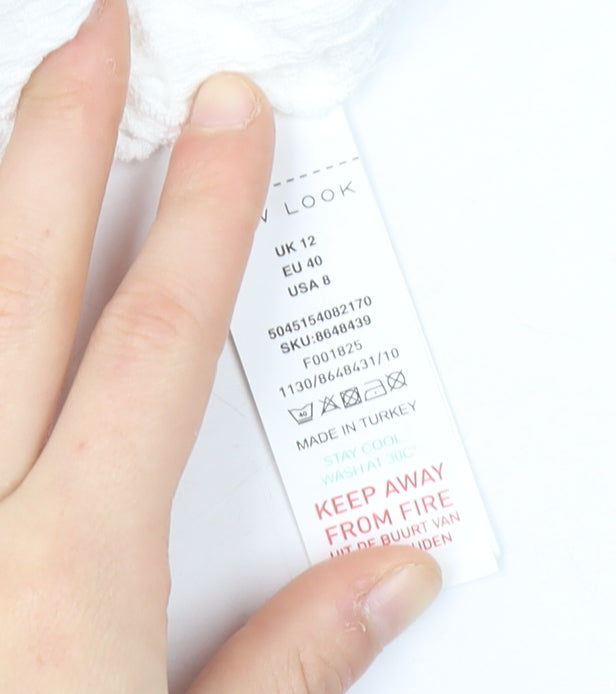 LOOK
UK 12
EU 40
USA 8
5045154082170
SKU:8648439
F001825
1130/8648431/10
40
MADE IN TURKEY
STAY COOL
WASH AT 30C°
KEEP AWAY
FROM FIRE
UIT DE BUURT VAN